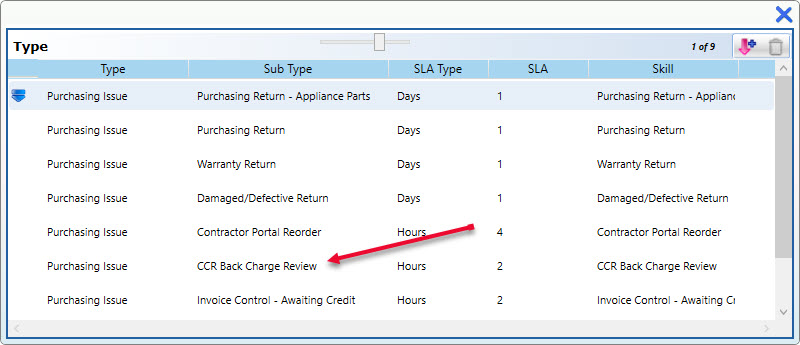 Type 1 of 9
Type Sub Type SLA Type SLA Skill
Purchasing Issue Purchasing Return - Appliance Parts Days 1 Purchasing Return - Applianc
Purchasing Issue Purchasing Return Days 1 Purchasing Return
Purchasing Issue Warranty Return Days 1 Warranty Return
Purchasing Issue Damaged/Defective Return Days 1 Damaged/Defective Return
Purchasing Issue Contractor Portal Reorder Hours 4 Contractor Portal Reorder
Purchasing Issue CCR Back Charge Review Hours 2 CCR Back Charge Review
Purchasing Issue Invoice Control - Awaiting Credit Hours 2 Invoice Control - Awaiting Cr